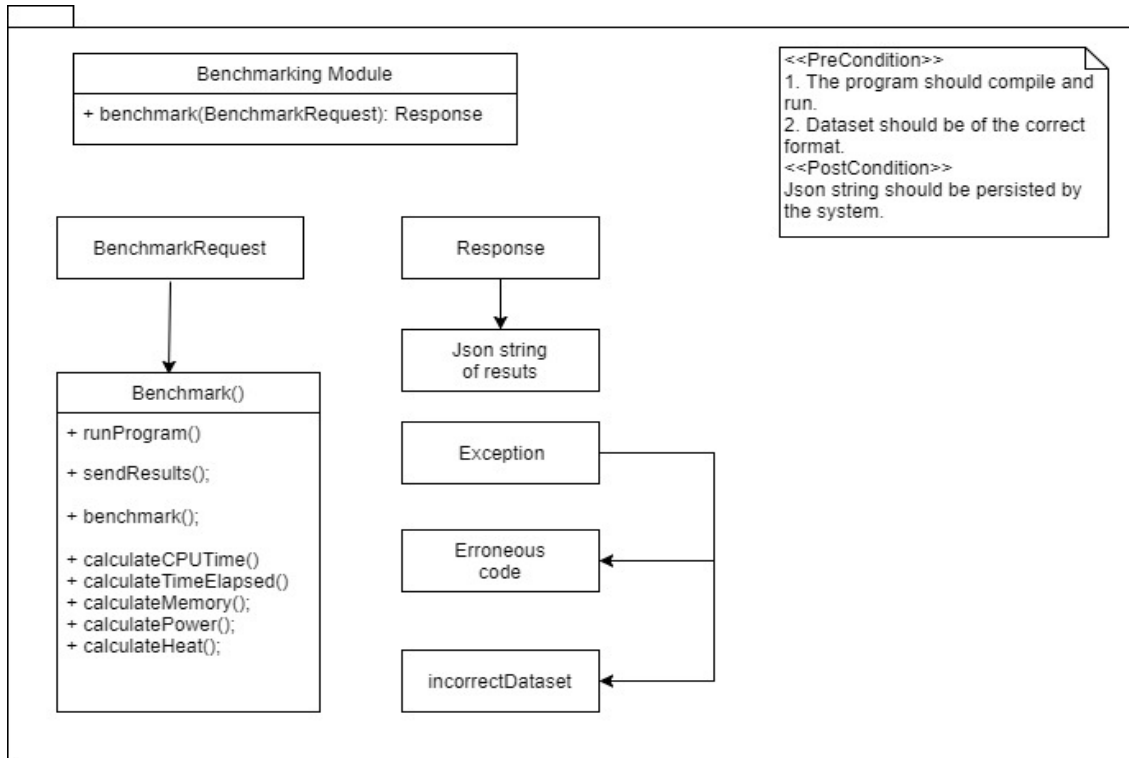 Benchmarking Module
+ benchmark(BenchmarkRequest): Response
<<PreCondition>>
1. The program should compile and
run.
2. Dataset should be of the correct
format.
<<PostCondition>>
Json string should be persisted by
the system.
BenchmarkRequest
Response
Json string
of resuts
Benchmark()
+ runProgram()
+ sendResults();
+ benchmark();
+ calculateCPUTime()
+ calculateTimeElapsed()
+ calculateMemory();
+ calculatePower();
+ calculateHeat();
Exception
Erroneous
code
incorrectDataset